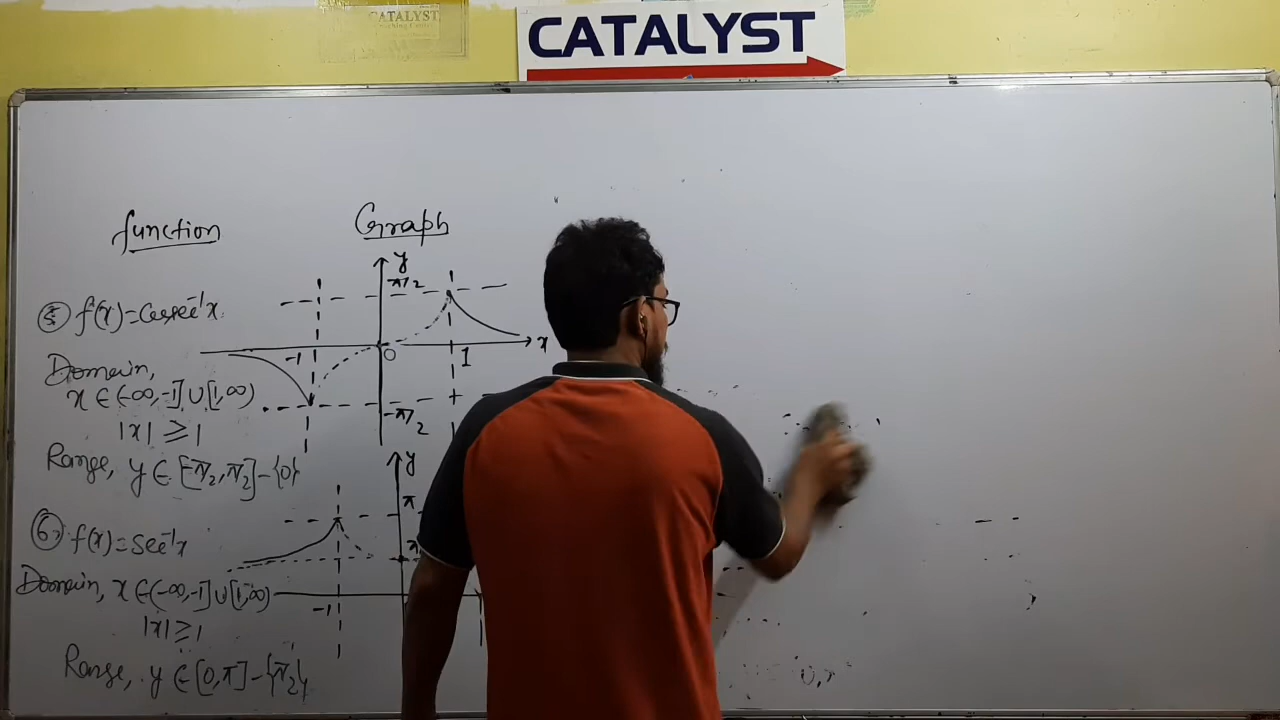 CATALYST
CATALYST
function
Graph
y
π/2
⑤ f(x)=Cosec⁻¹x.
-1
0
1
x
Domain,
x ∈ (-∞,-1] ∪ [1,∞)
-π/2
|x| ≥ 1
Range, y ∈ [-π/2, π/2] - {0}
y
π
⑥ f(x)=Sec⁻¹x
Domain, x ∈ (-∞,-1] ∪ [1,∞)
-1
|x| ≥ 1
Range, y ∈ [0,π] - {π/2}